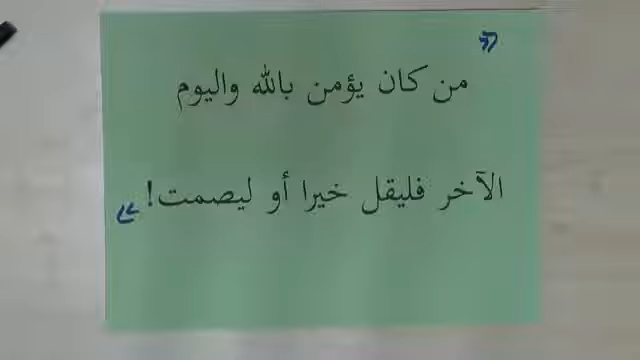 «من كان يؤمن بالله واليوم
الآخر فليقل خيرا أو ليصمت!»